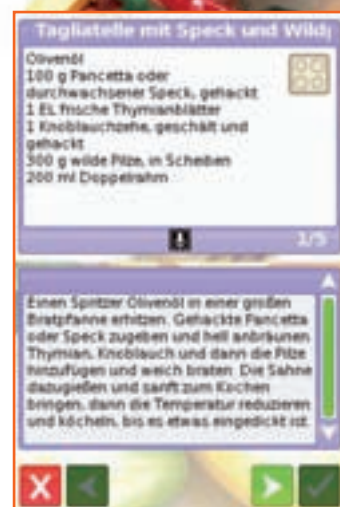 Tagliatelle mit Speck und Wild
Olivenöl
100 g Pancetta oder
durchwachsener Speck, gehackt
1 EL frische Thymianblätter
1 Knoblauchzehe, geschält und
gehackt
300 g wilde Pilze, in Scheiben
200 ml Doppelrahm
1/5
Einen Spritzer Olivenöl in einer großen
Bratpfanne erhitzen. Gehackte Pancetta
oder Speck zugeben und hell anbräunen.
Thymian, Knoblauch und dann die Pilze
hinzufügen und weich braten. Die Sahne
dazugießen und sanft zum Kochen
bringen, dann die Temperatur reduzieren
und köcheln, bis es etwas eingedickt ist.